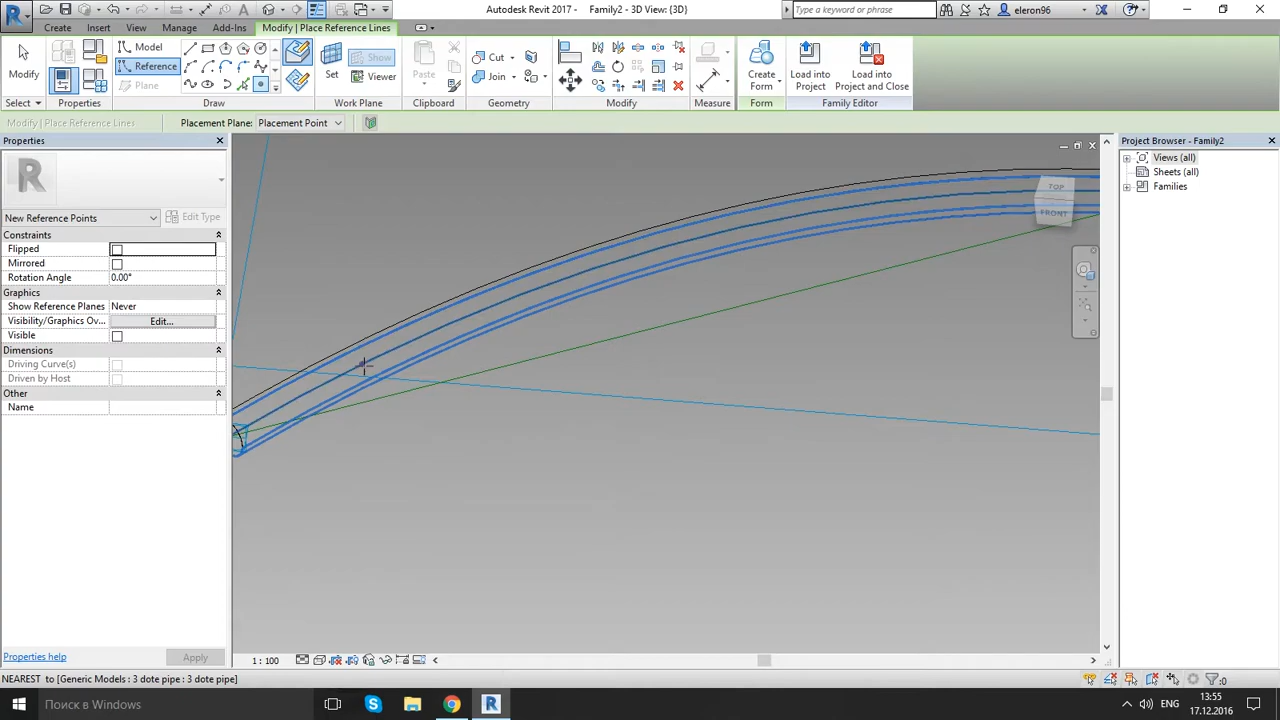 Autodesk Revit 2017 - Family2 - 3D View: {3D}
Type a keyword or phrase
eleron96
Create Insert View Manage Add-Ins Modify | Place Reference Lines
Modify
Model
Reference
Plane
Set
Show
Viewer
Paste
Cut
Join
Create Form
Load into Project
Load into Project and Close
Select Properties Draw Work Plane Clipboard Geometry Modify Measure Form Family Editor
Modify | Place Reference Lines
Placement Plane: Placement Point
Properties
R
New Reference Points
Edit Type
Constraints
Flipped
Mirrored
Rotation Angle 0.00°
Graphics
Show Reference Planes Never
Visibility/Graphics Ov... Edit...
Visible
Dimensions
Driving Curve(s)
Driven by Host
Other
Name
Properties help
Apply
TOP
FRONT
Project Browser - Family2
Views (all)
Sheets (all)
Families
1 : 100
NEAREST to [Generic Models : 3 dote pipe : 3 dote pipe]
:0
Поиск в Windows
ENG
13:55
17.12.2016